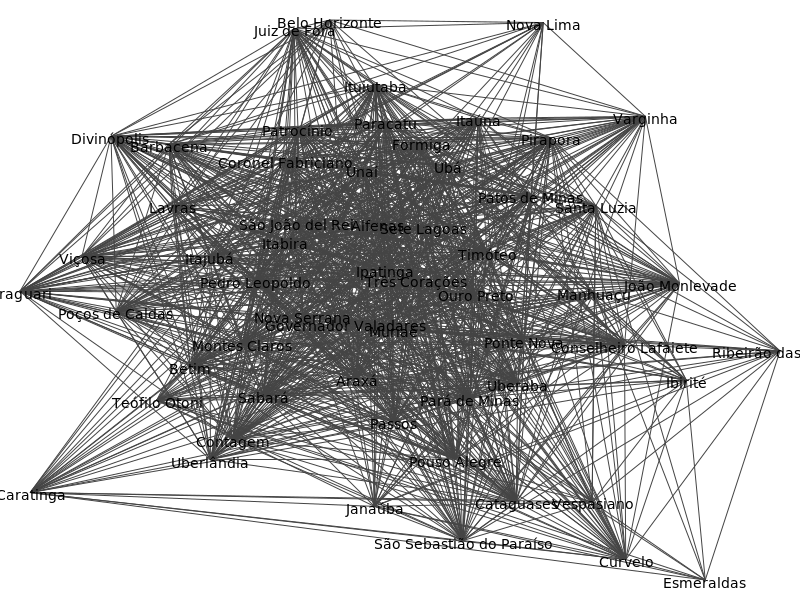 Belo Horizonte
Nova Lima
Juiz de Fora
Ituiutaba
Varginha
Itaúna
Paracatu
Patrocínio
Divinópolis
Pirapora
Formiga
Barbacena
Coronel Fabriciano
Ubá
Unaí
Patos de Minas
Lavras
Santa Luzia
São João del Rei
Alfenas
Sete Lagoas
Itabira
Timóteo
Viçosa
Itajubá
Ipatinga
Três Corações
Pedro Leopoldo
João Monlevade
raguari
Ouro Preto
Manhuaçu
Poços de Caldas
Nova Serrana
Governador Valadares
Muriaé
Ponte Nova
Montes Claros
Conselheiro Lafaiete
Ribeirão das
Betim
Araxá
Ibirité
Uberaba
Sabará
Pará de Minas
Teófilo Otoni
Passos
Contagem
Pouso Alegre
Uberlândia
Caratinga
Cataguases
Vespasiano
Janaúba
São Sebastião do Paraíso
Curvelo
Esmeraldas